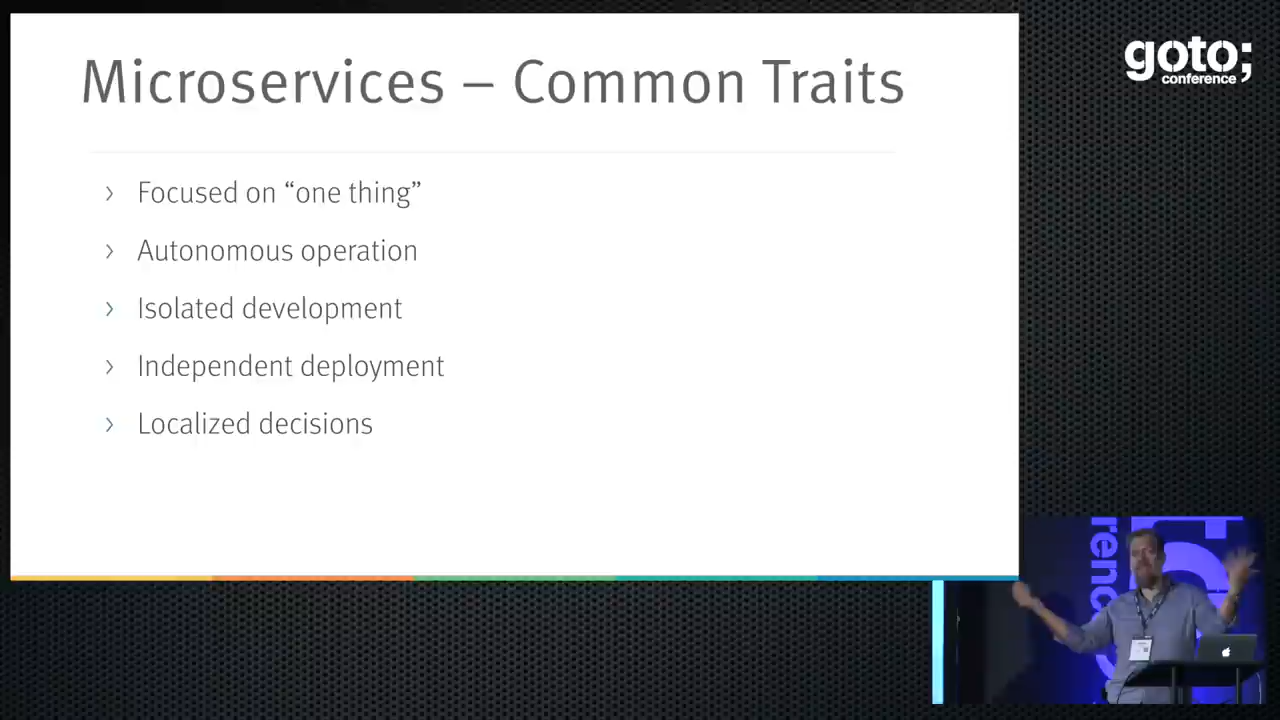 Microservices – Common Traits
› Focused on “one thing”
› Autonomous operation
› Isolated development
› Independent deployment
› Localized decisions
goto;
conference